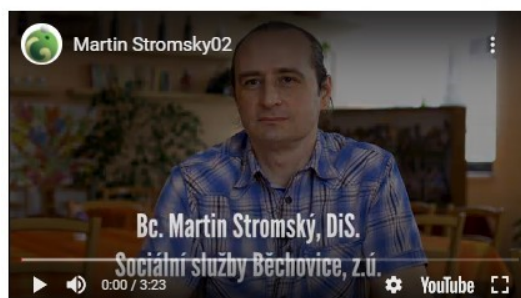 Martin Stromsky02
Bc. Martin Stromský, DiS.
Sociální služby Běchovice, z.ú.
0:00 / 3:23
YouTube